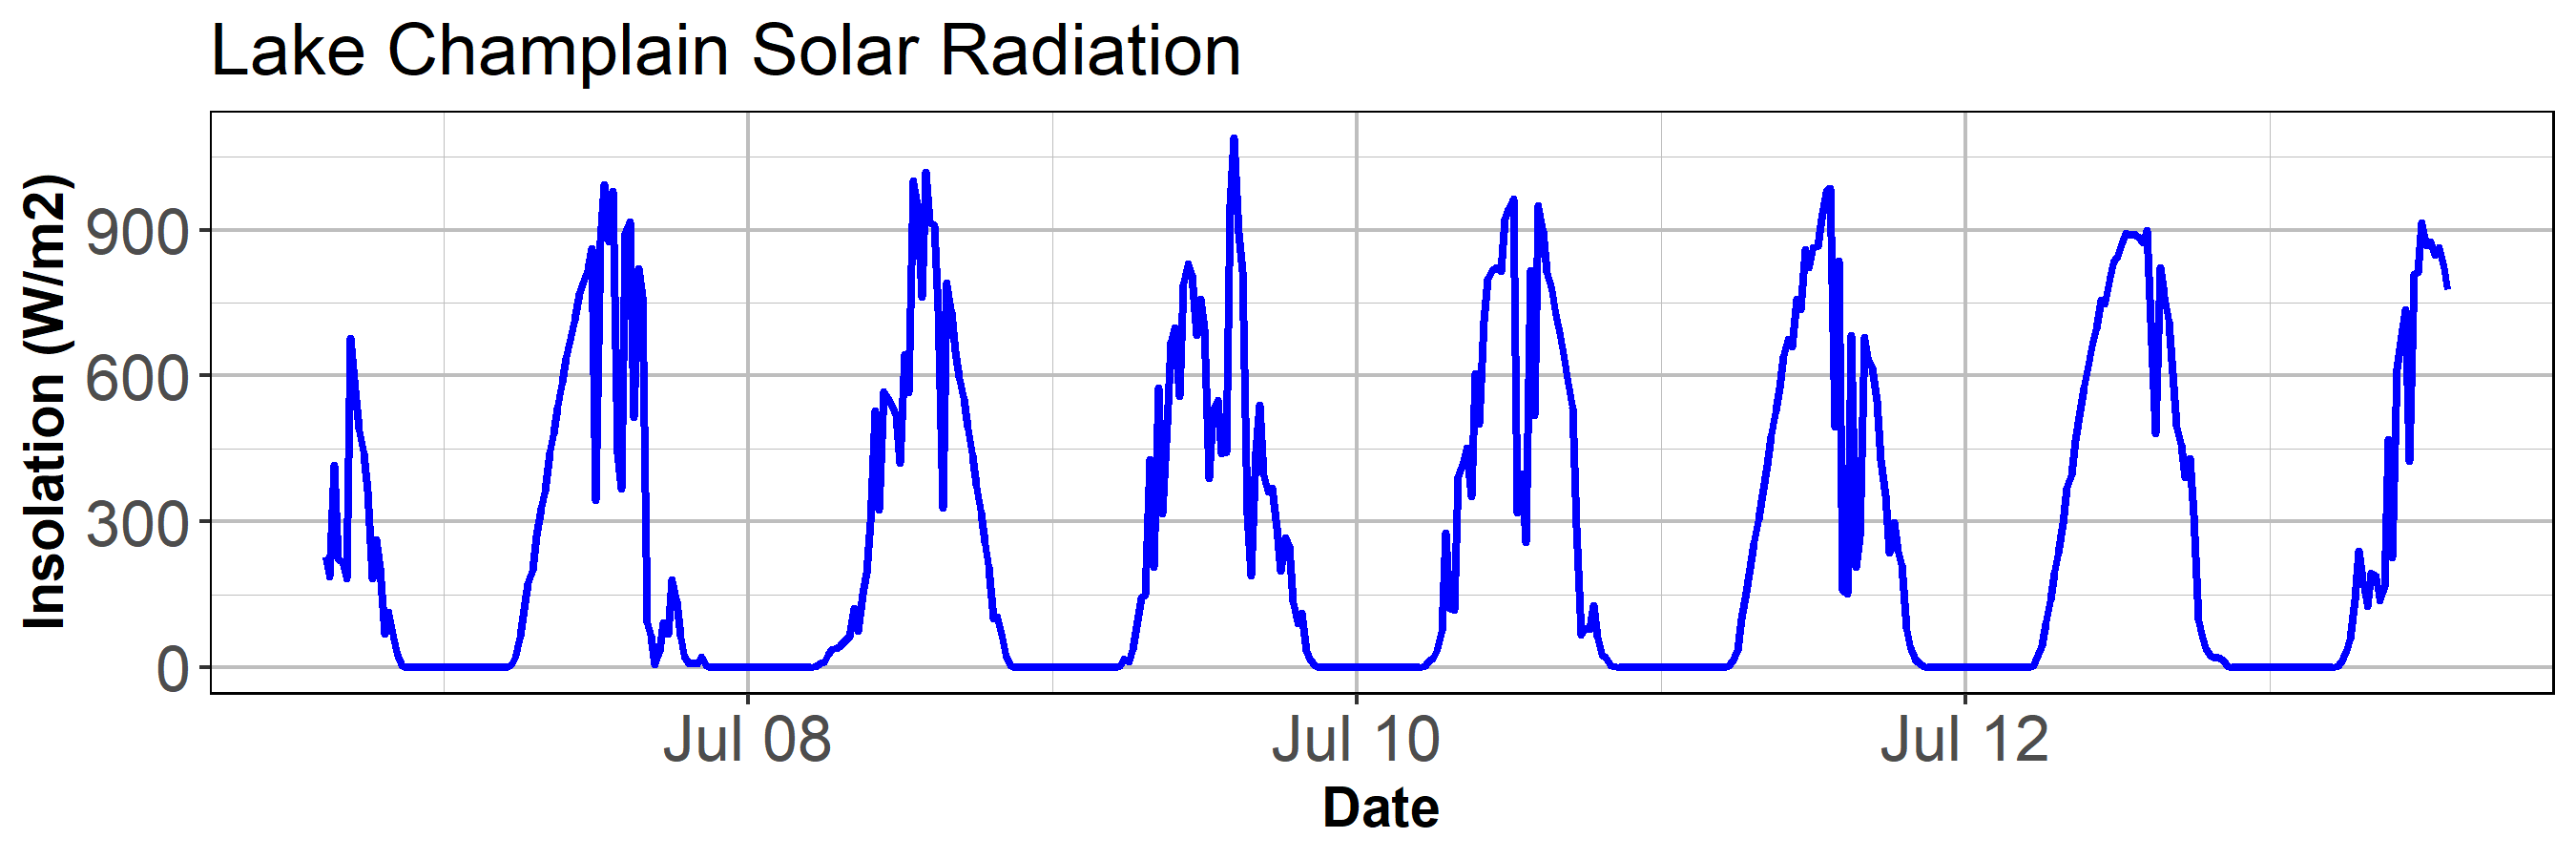 Lake Champlain Solar Radiation
Insolation (W/m2)
900
600
300
0
Jul 08
Jul 10
Jul 12
Date